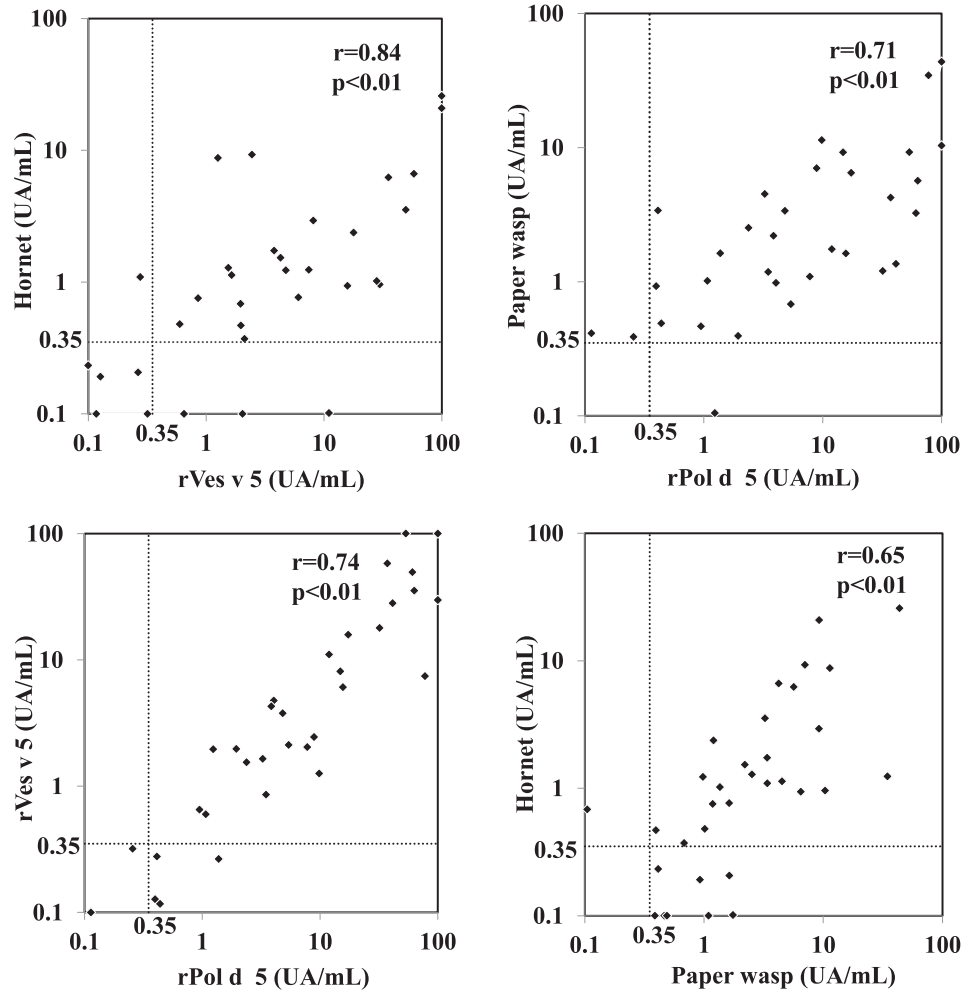 100
r=0.84
p<0.01
Hornet (UA/mL)
10
1
0.35
0.1
0.1
0.35
1
10
100
rVes v 5 (UA/mL)
100
r=0.71
p<0.01
Paper wasp (UA/mL)
10
1
0.35
0.1
0.1
0.35
1
10
100
rPol d 5 (UA/mL)
100
r=0.74
p<0.01
rVes v 5 (UA/mL)
10
1
0.35
0.1
0.1
0.35
1
10
100
rPol d 5 (UA/mL)
100
r=0.65
p<0.01
Hornet (UA/mL)
10
1
0.35
0.1
0.1
0.35
1
10
100
Paper wasp (UA/mL)